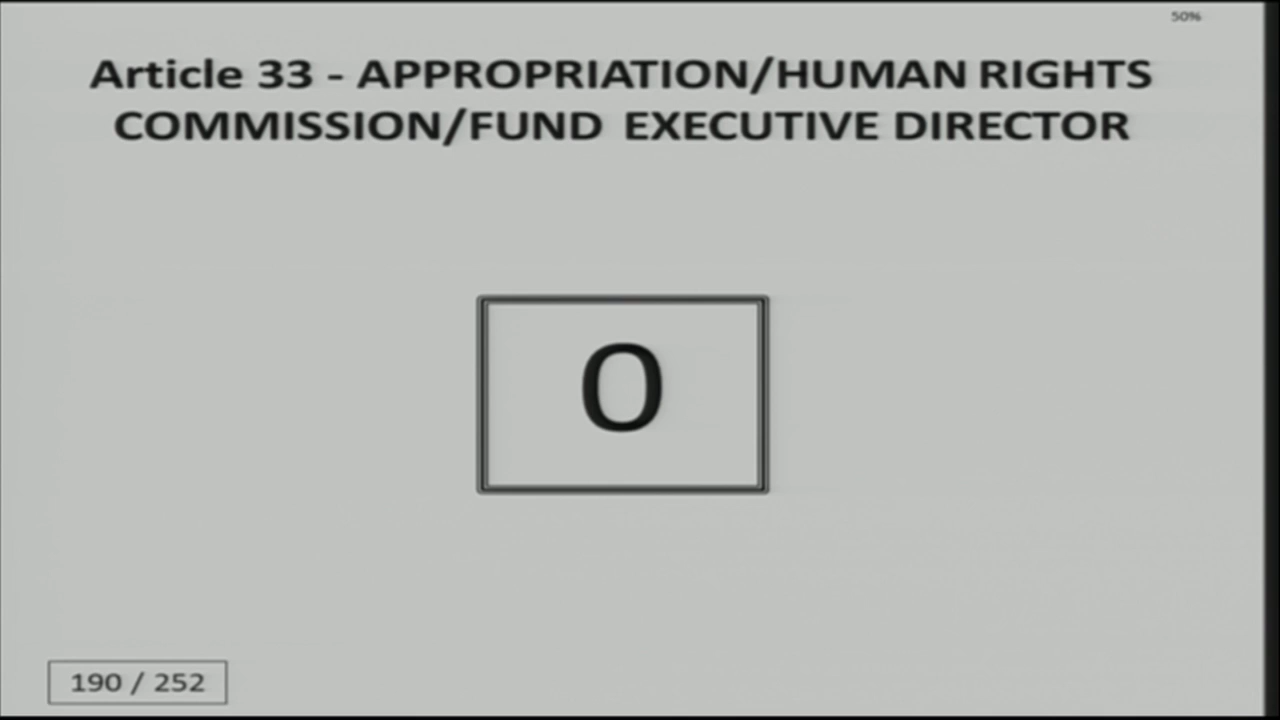 50%
Article 33 - APPROPRIATION/HUMAN RIGHTS
COMMISSION/FUND EXECUTIVE DIRECTOR
0
190 / 252